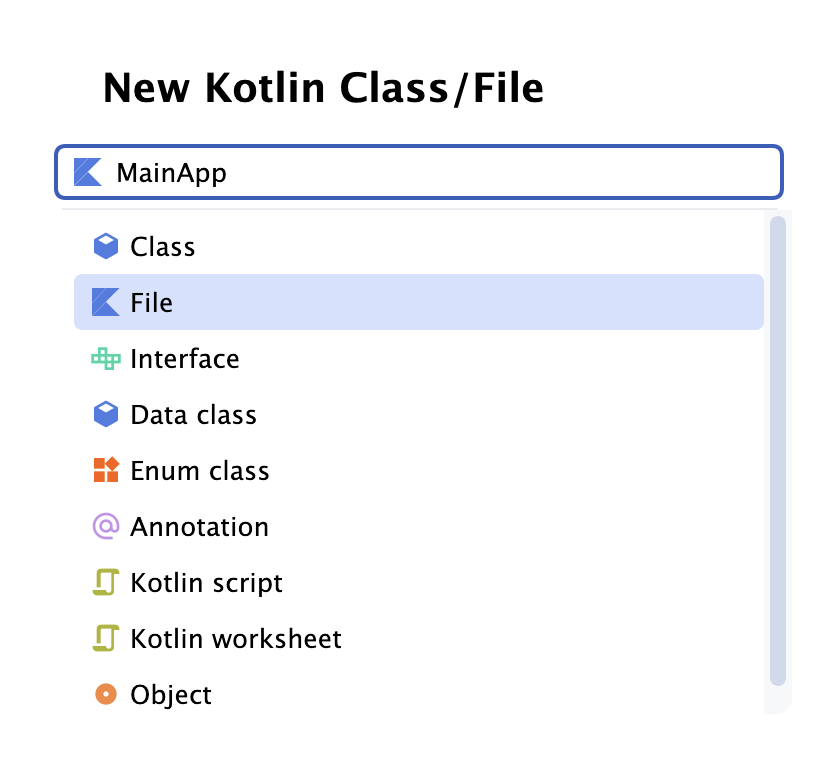 New Kotlin Class/File
MainApp
Class
File
Interface
Data class
Enum class
Annotation
Kotlin script
Kotlin worksheet
Object